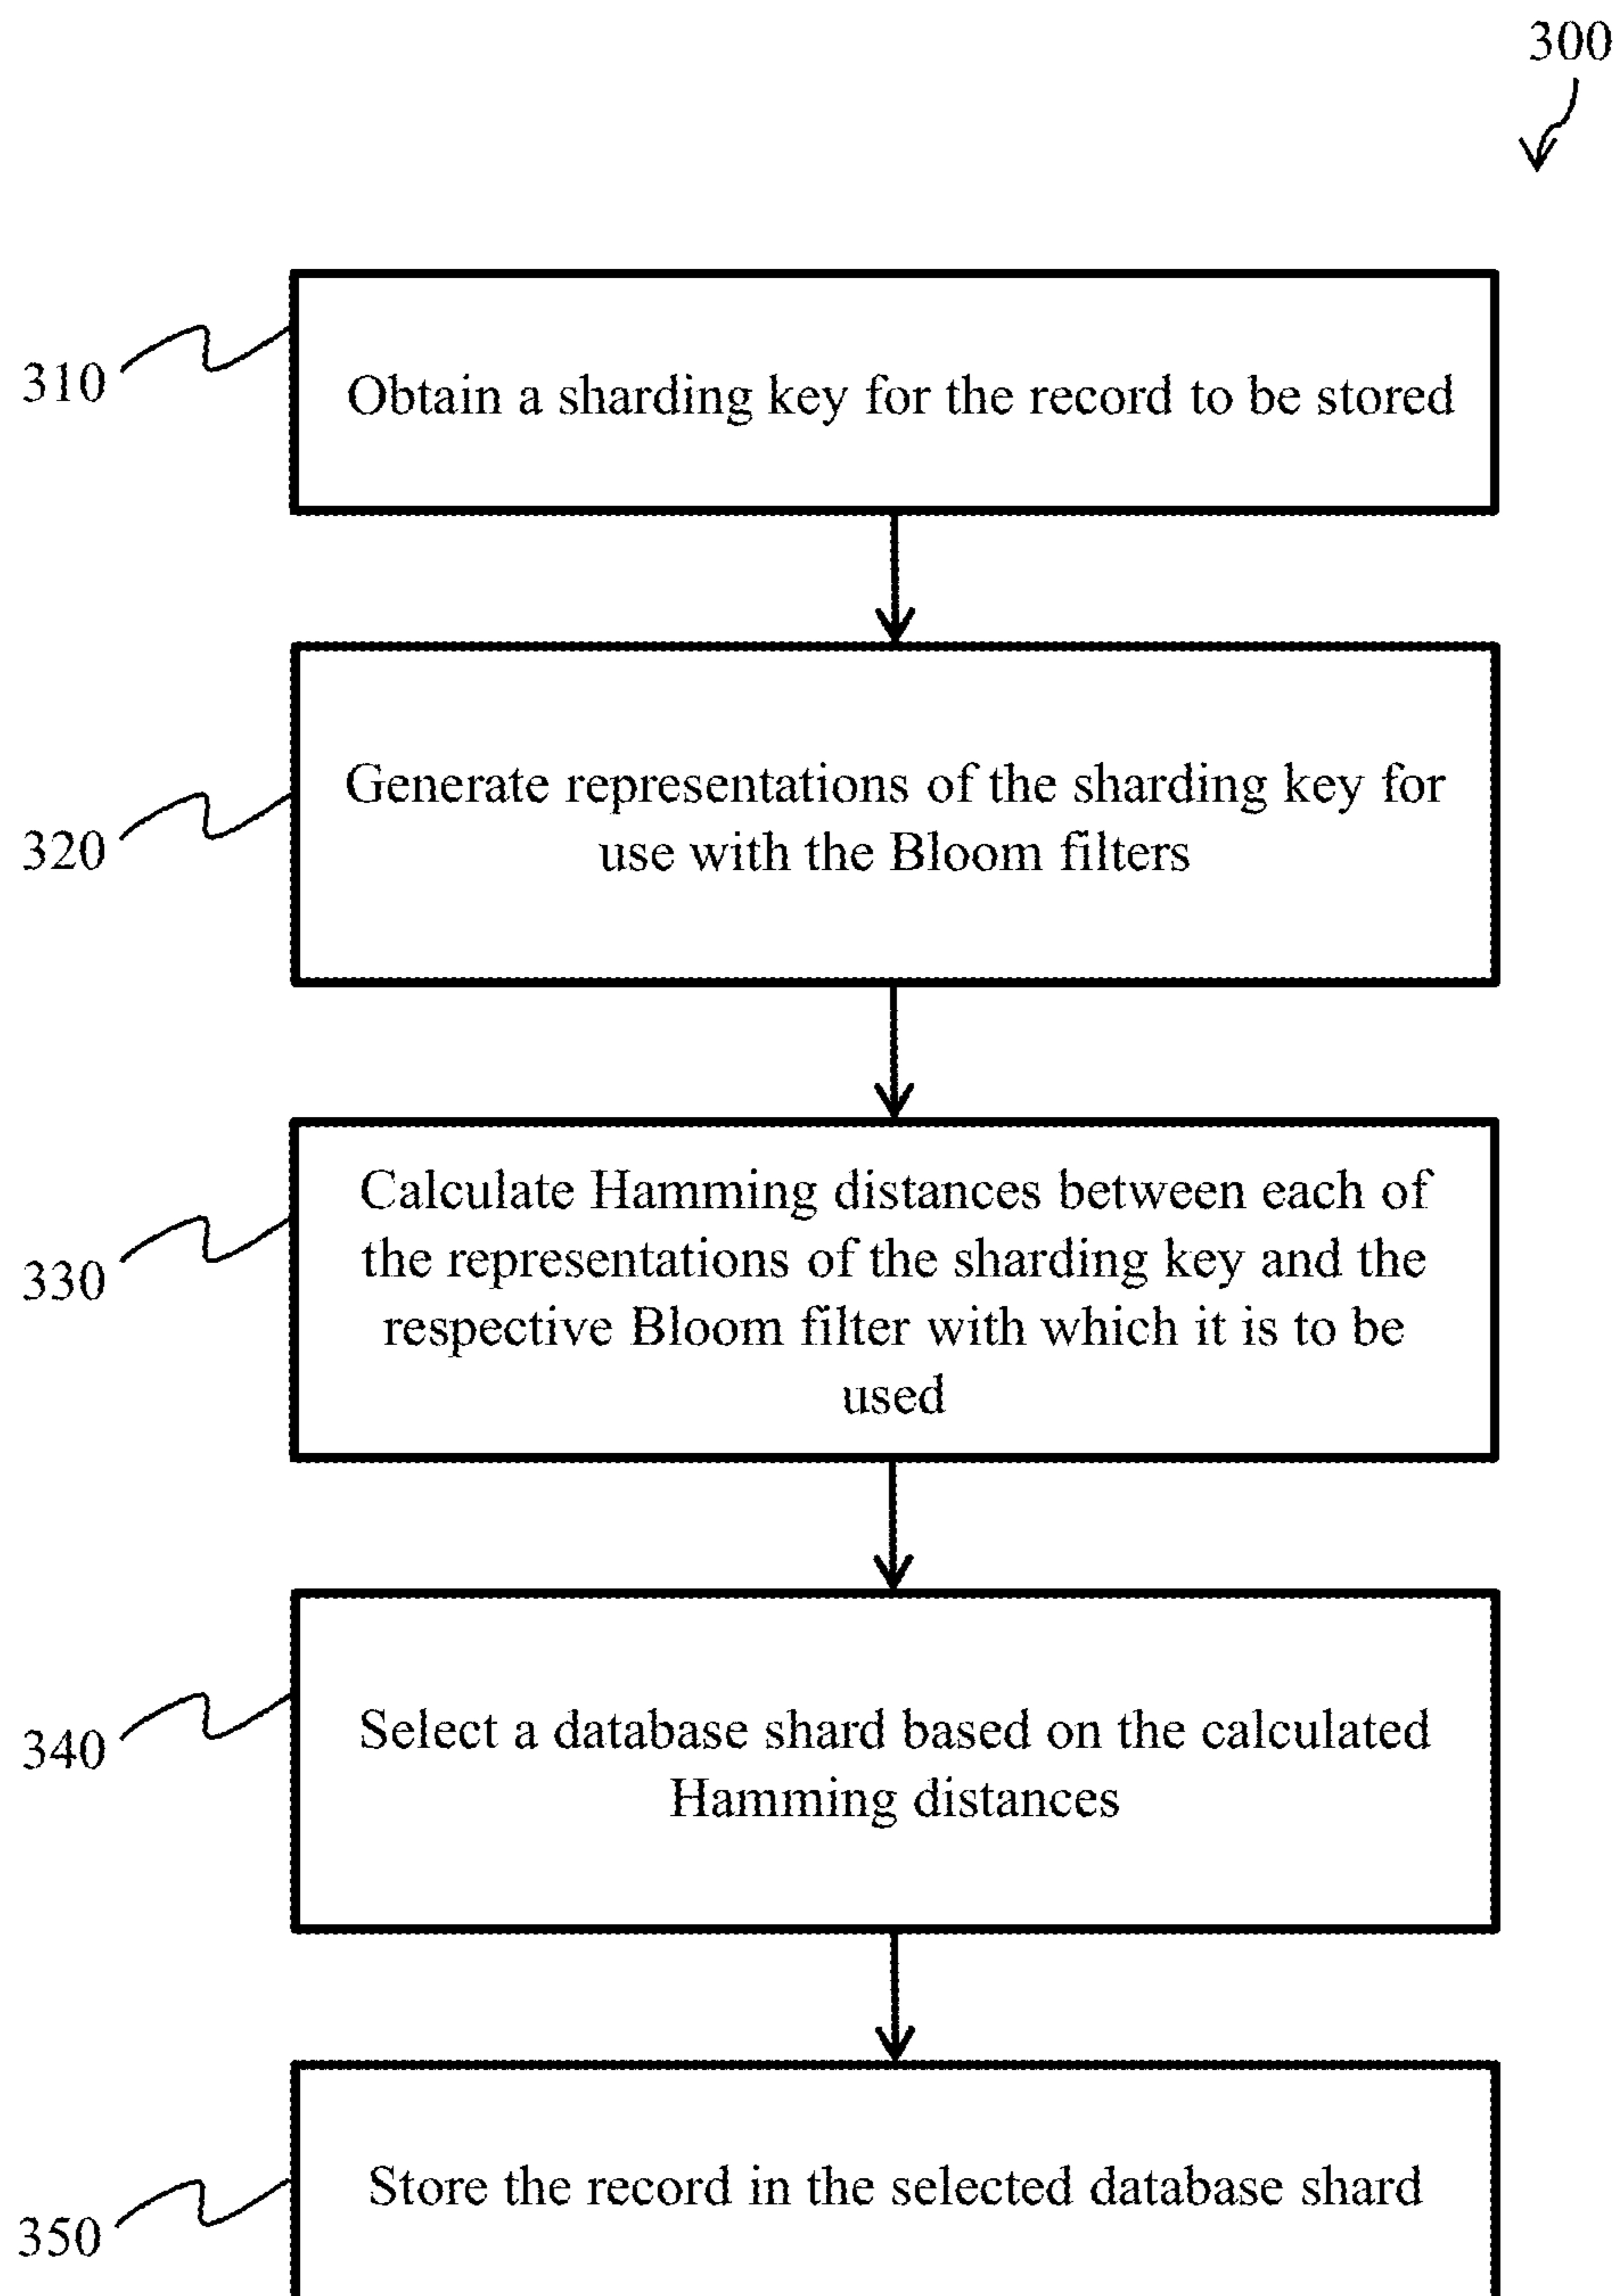 300
310
Obtain a sharding key for the record to be stored
320
Generate representations of the sharding key for
use with the Bloom filters
330
Calculate Hamming distances between each of
the representations of the sharding key and the
respective Bloom filter with which it is to be
used
340
Select a database shard based on the calculated
Hamming distances
350
Store the record in the selected database shard